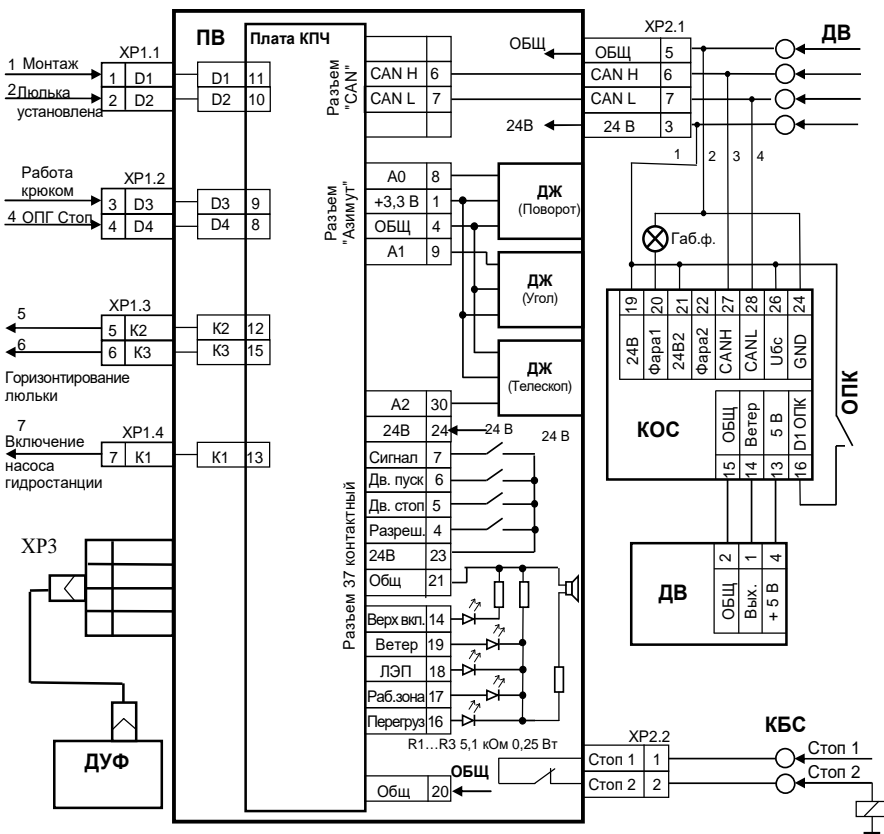 ПВ
Плата КПЧ
XP1.1
1 Монтаж
1 D1
D1 11
2 Люлька
установлена
2 D2
D2 10
Работа
крюком
XP1.2
3 D3
D3 9
4 ОПГ Стоп
4 D4
D4 8
XP1.3
5
5 К2
К2 12
6
6 К3
К3 15
Горизонтирование
люльки
7
Включение
насоса
гидростанции
XP1.4
7 К1
К1 13
XP3
ДУФ
Разъем
"CAN"
CAN H 6
CAN L 7
Разъем
"Азимут"
A0 8
+3,3 В 1
ОБЩ 4
A1 9
ДЖ
(Поворот)
ДЖ
(Угол)
ДЖ
(Телескоп)
Разъем 37 контактный
A2 30
24В 24
24 В
24 В
Сигнал 7
Дв. пуск 6
Дв. стоп 5
Разреш. 4
24В 23
Общ 21
Верх вкл. 14
Ветер 19
ЛЭП 18
Раб.зона 17
Перегруз 16
R1...R3 5,1 кОм 0,25 Вт
Общ 20
ОБЩ
XP2.1
ОБЩ
ОБЩ 5
CAN H 6
CAN L 7
24В
24 В 3
ДВ
1 2 3 4
Габ.ф.
19 20 21 22 27 28 26 24
24В Фара1 24В2 Фара2 CANH CANL Uбс GND
КОС
ОБЩ Ветер 5 В D1 ОПК
15 14 13 16
ОПК
ДВ
2 1 4
ОБЩ Вых. + 5 В
XP2.2
Стоп 1 1
Стоп 2 2
КБС
Стоп 1
Стоп 2